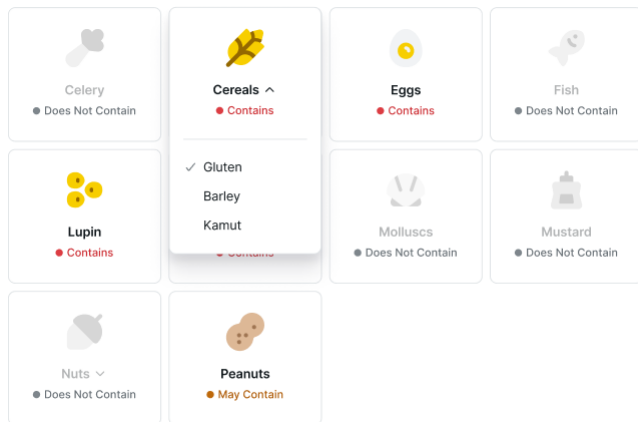 Celery
Does Not Contain
Cereals
Contains
Gluten
Barley
Kamut
Eggs
Contains
Fish
Does Not Contain
Lupin
Contains
Contains
Molluscs
Does Not Contain
Mustard
Does Not Contain
Nuts
Does Not Contain
Peanuts
May Contain